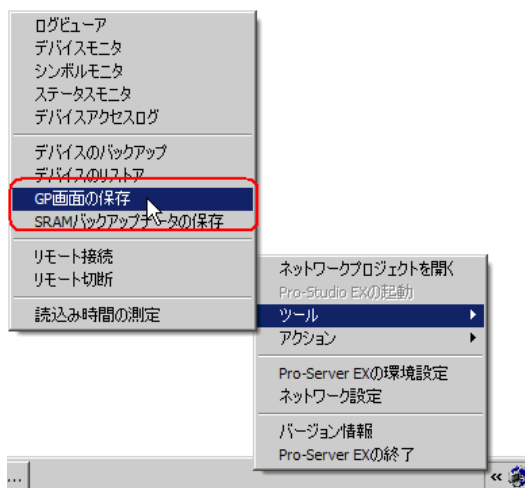 ログビューア
デバイスモニタ
シンボルモニタ
ステータスモニタ
デバイスアクセスログ
デバイスのバックアップ
デバイスのリストア
GP画面の保存
SRAMバックアップデータの保存
リモート接続
リモート切断
読込み時間の測定
ネットワークプロジェクトを開く
Pro-Studio EXの起動
ツール
アクション
Pro-Server EXの環境設定
ネットワーク設定
バージョン情報
Pro-Server EXの終了
...
«